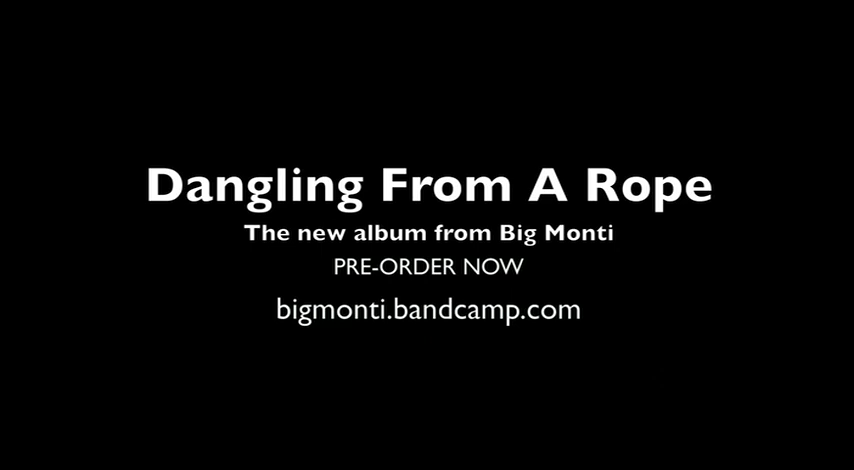 Dangling From A Rope
The new album from Big Monti
PRE-ORDER NOW
bigmonti.bandcamp.com